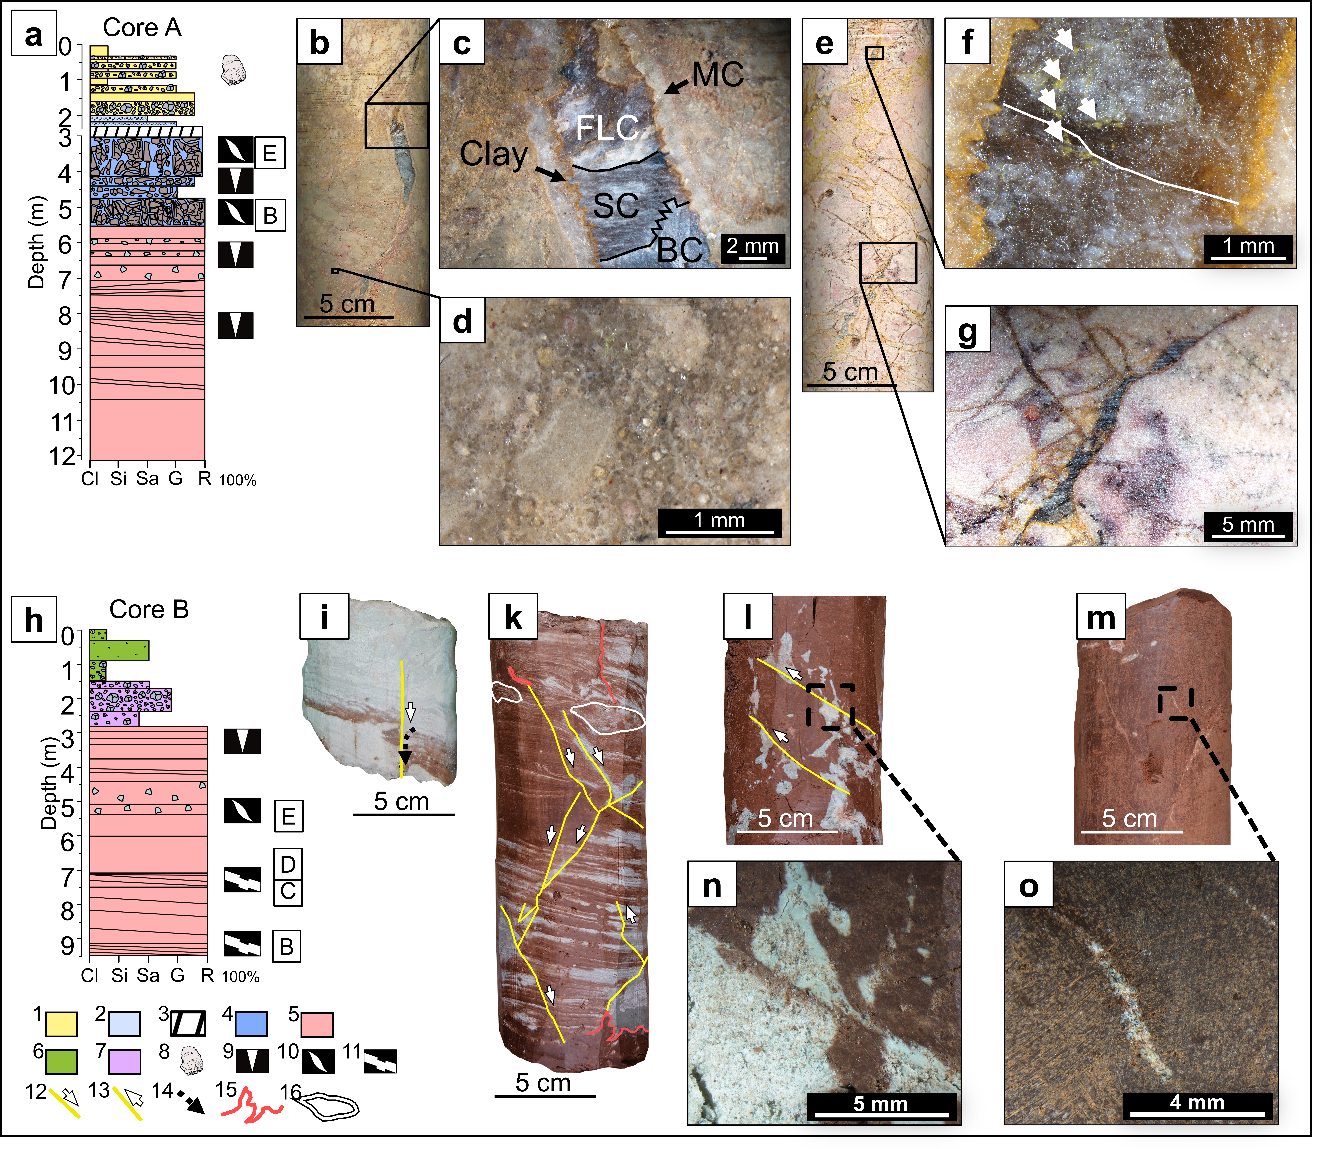 a
Core A
0
1
2
3
4
5
6
7
8
9
10
11
12
Depth (m)
Cl Si Sa G R 100%
E
B
b
5 cm
c
MC
FLC
Clay
SC
BC
2 mm
d
1 mm
e
5 cm
f
1 mm
g
5 mm
h
Core B
0
1
2
3
4
5
6
7
8
9
Depth (m)
Cl Si Sa G R 100%
E
D
C
B
i
5 cm
k
5 cm
l
5 cm
m
5 cm
n
5 mm
o
4 mm
1 2 3 4 5
6 7 8 9 10 11
12 13 14 15 16